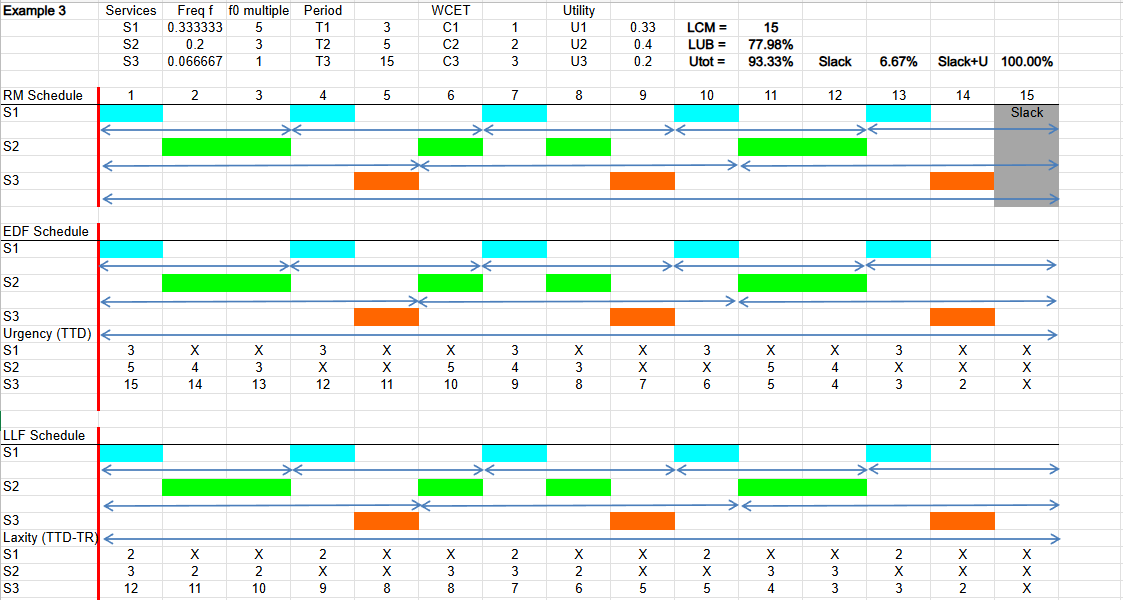 Example 3 Services Freq f f0 multiple Period WCET Utility
S1 0.333333 5 T1 3 C1 1 U1 0.33 LCM = 15
S2 0.2 3 T2 5 C2 2 U2 0.4 LUB = 77.98%
S3 0.066667 1 T3 15 C3 3 U3 0.2 Utot = 93.33% Slack 6.67% Slack+U 100.00%
RM Schedule 1 2 3 4 5 6 7 8 9 10 11 12 13 14 15
S1 Slack
S2
S3
EDF Schedule
S1
S2
S3
Urgency (TTD)
S1 3 X X 3 X X 3 X X 3 X X 3 X X
S2 5 4 3 X X 5 4 3 X X 5 4 X X X
S3 15 14 13 12 11 10 9 8 7 6 5 4 3 2 X
LLF Schedule
S1
S2
S3
Laxity (TTD-TR)
S1 2 X X 2 X X 2 X X 2 X X 2 X X
S2 3 2 2 X X 3 3 2 X X 3 3 X X X
S3 12 11 10 9 8 8 7 6 5 5 4 3 3 2 X